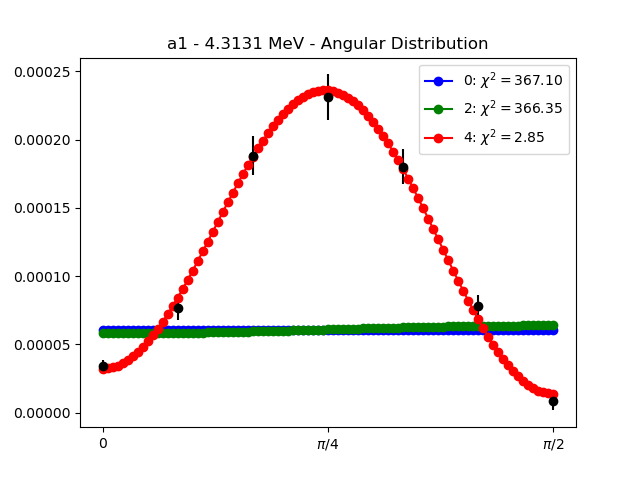 a1 - 4.3131 MeV - Angular Distribution
0.00025
0.00020
0.00015
0.00010
0.00005
0.00000
0: χ² = 367.10
2: χ² = 366.35
4: χ² = 2.85
0
π/4
π/2